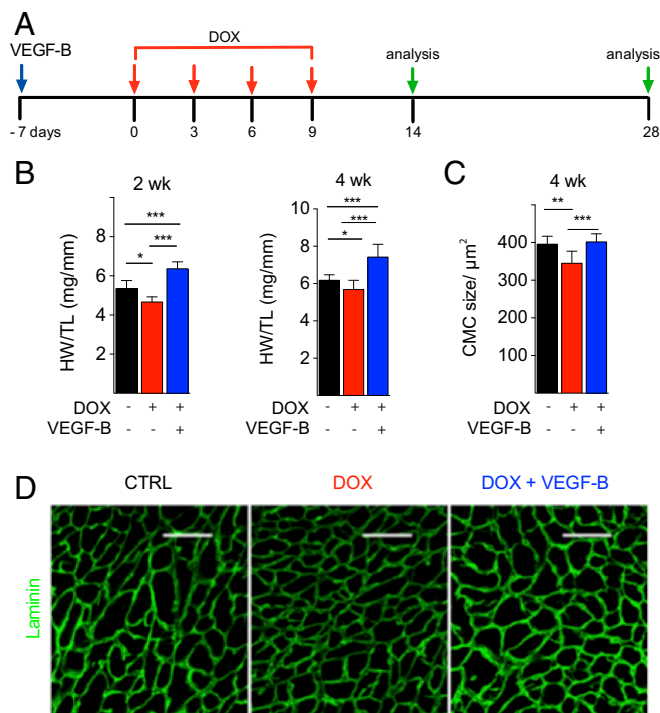 A
VEGF-B
DOX
analysis
analysis
- 7 days
0
3
6
9
14
28
B
2 wk
HW/TL (mg/mm)
8
6
4
2
***
***
*
DOX - + +
VEGF-B - - +
4 wk
HW/TL (mg/mm)
10
8
6
4
2
***
***
*
DOX - + +
VEGF-B - - +
C
4 wk
CMC size/ µm²
400
300
200
100
**
***
DOX - + +
VEGF-B - - +
D
CTRL
DOX
DOX + VEGF-B
Laminin